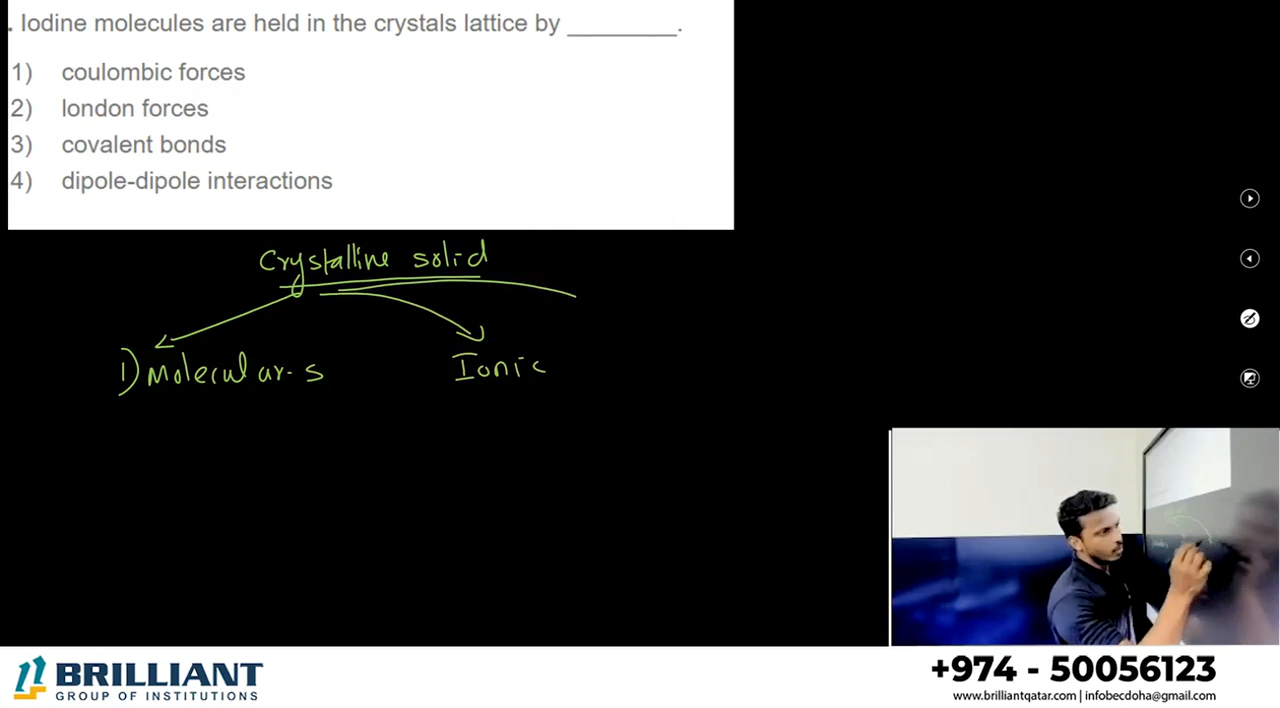 . Iodine molecules are held in the crystals lattice by ________.
1) coulombic forces
2) london forces
3) covalent bonds
4) dipole-dipole interactions
Crystalline solid
1) Molecular-s
Ionic
BRILLIANT
GROUP OF INSTITUTIONS
+974 - 50056123
www.brilliantqatar.com | infobecdoha@gmail.com